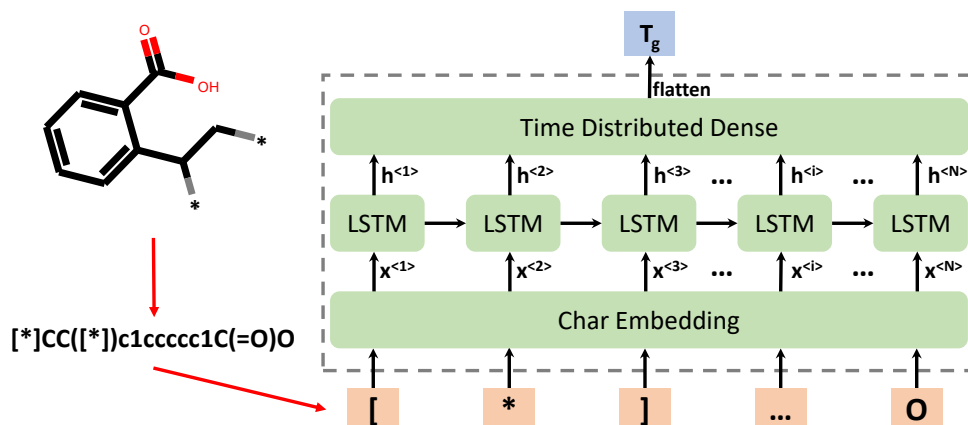 O
OH
*
*
[*]CC([*])c1ccccc1C(=O)O
T_g
flatten
Time Distributed Dense
h<1> h<2> h<3> ... h<i> ... h<N>
LSTM LSTM LSTM LSTM LSTM
x<1> x<2> x<3> ... x<i> ... x<N>
Char Embedding
[ * ] ... O